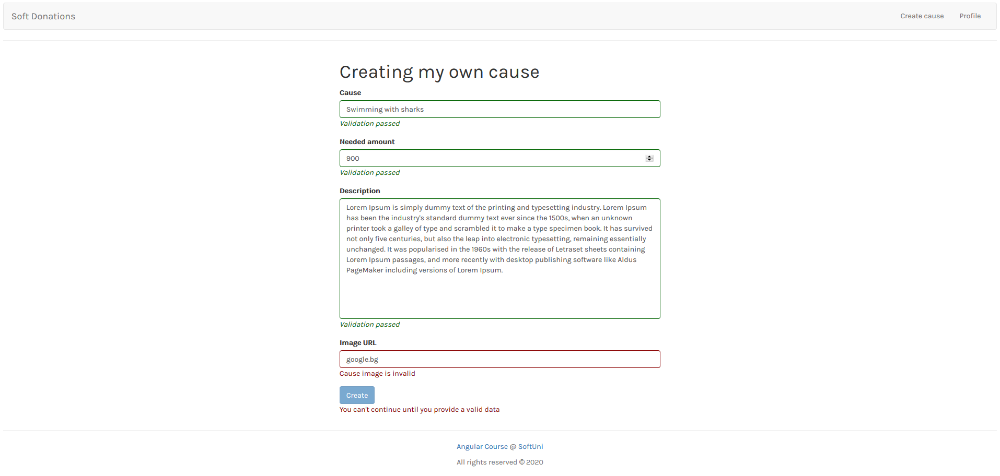 Soft Donations
Create cause
Profile
Creating my own cause
Cause
Swimming with sharks
Validation passed
Needed amount
900
Validation passed
Description
Lorem Ipsum is simply dummy text of the printing and typesetting industry. Lorem Ipsum
has been the industry's standard dummy text ever since the 1500s, when an unknown
printer took a galley of type and scrambled it to make a type specimen book. It has survived
not only five centuries, but also the leap into electronic typesetting, remaining essentially
unchanged. It was popularised in the 1960s with the release of Letraset sheets containing
Lorem Ipsum passages, and more recently with desktop publishing software like Aldus
PageMaker including versions of Lorem Ipsum.
Validation passed
Image URL
google.bg
Cause image is invalid
Create
You can't continue until you provide a valid data
Angular Course @ SoftUni
All rights reserved © 2020